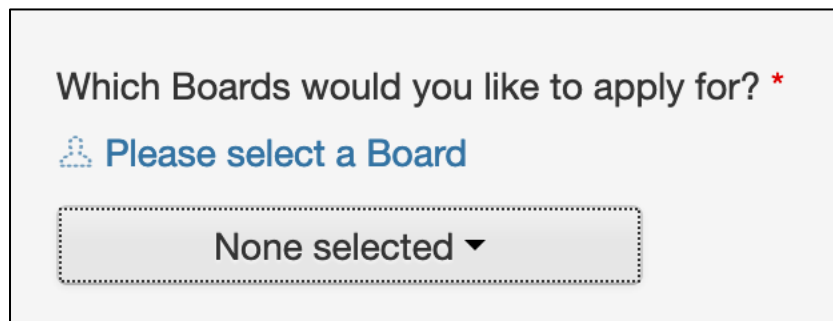 Which Boards would you like to apply for? *
Please select a Board
None selected